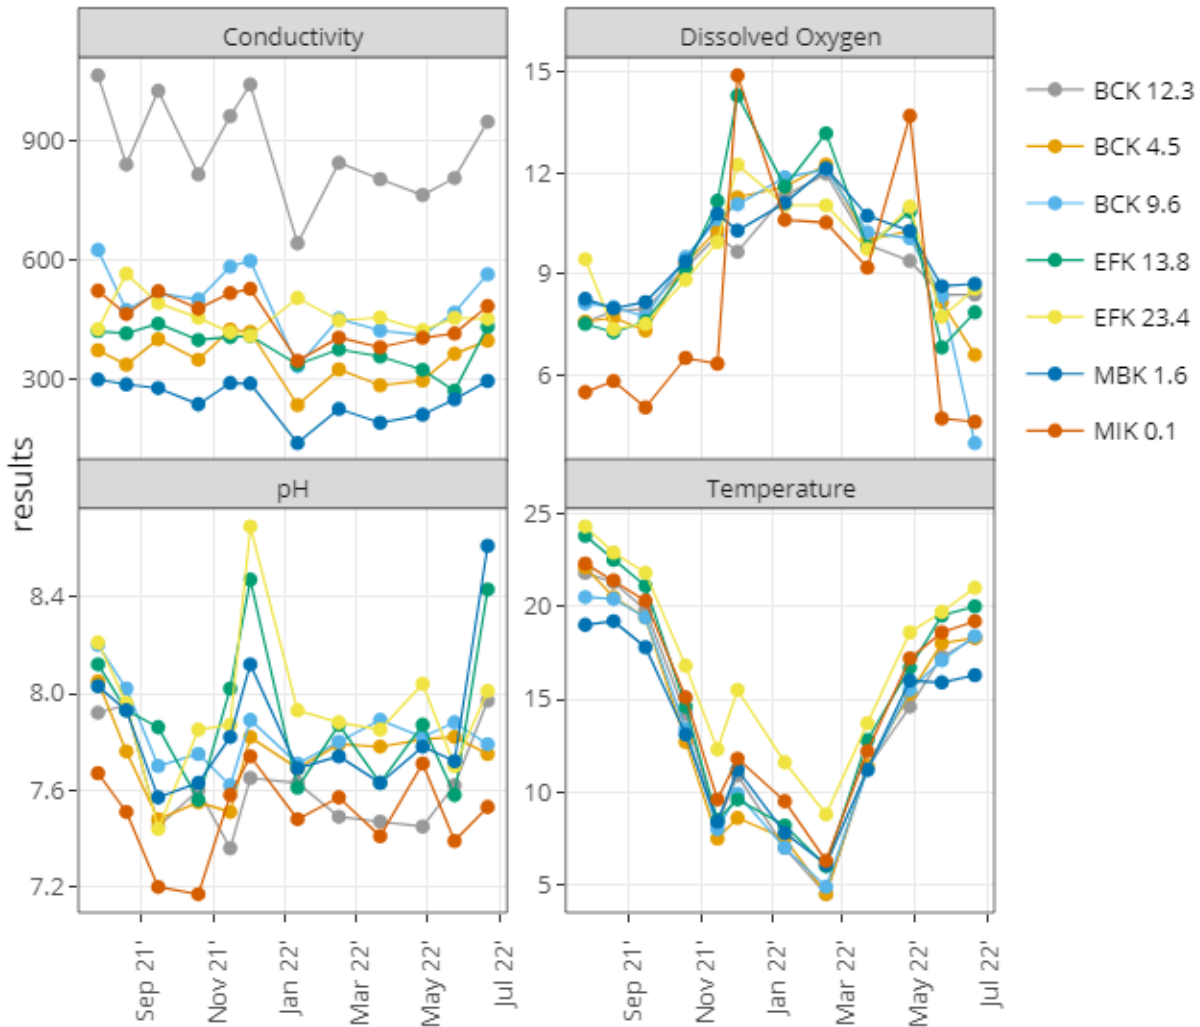 Conductivity
Dissolved Oxygen
900
600
300
15
12
9
6
BCK 12.3
BCK 4.5
BCK 9.6
EFK 13.8
EFK 23.4
MBK 1.6
MIK 0.1
results
pH
Temperature
8.4
8.0
7.6
7.2
25
20
15
10
5
Sep 21'
Nov 21'
Jan 22'
Mar 22'
May 22'
Jul 22'
Sep 21'
Nov 21'
Jan 22'
Mar 22'
May 22'
Jul 22'